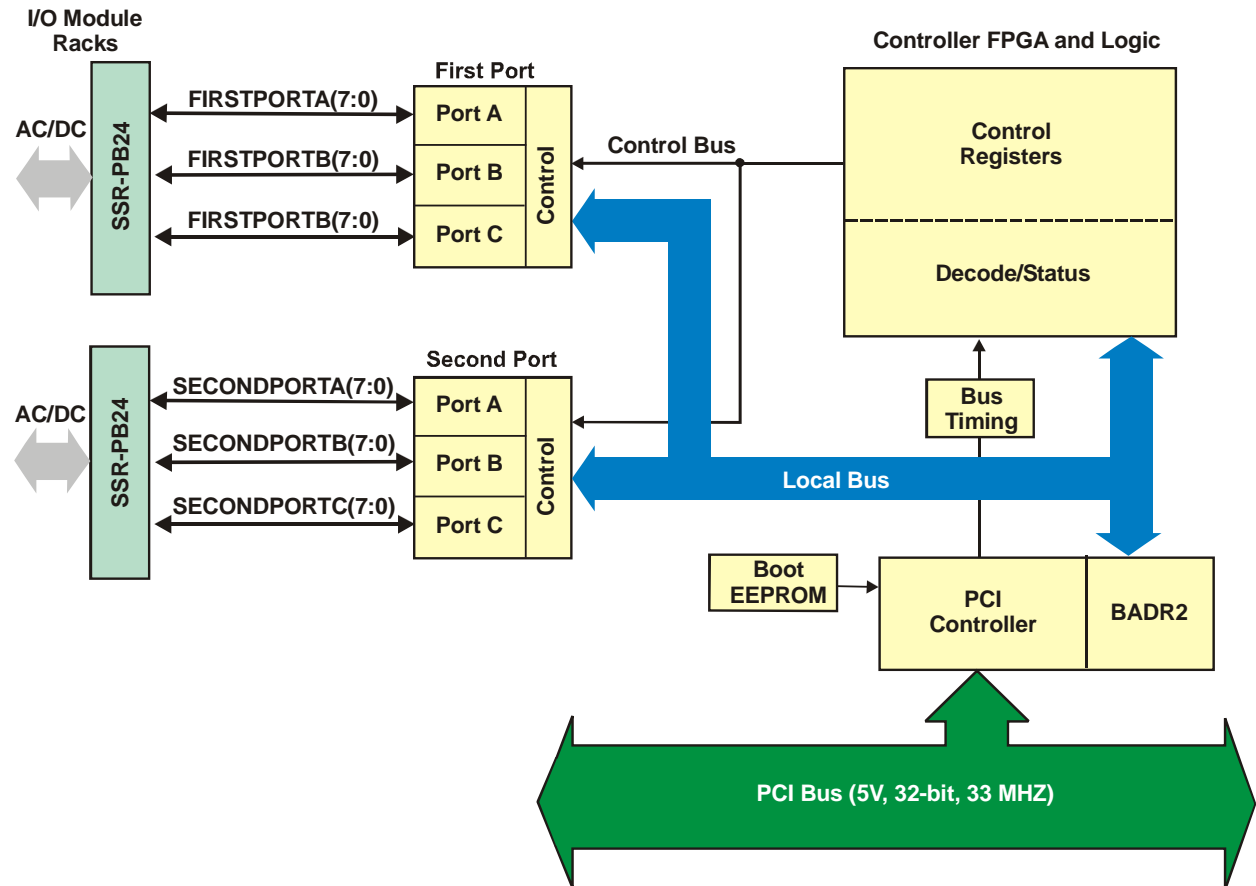 I/O Module
Racks
Controller FPGA and Logic
First Port
FIRSTPORTA(7:0)
Port A
AC/DC
SSR-PB24
FIRSTPORTB(7:0)
Port B
Control
Control Bus
Control
Registers
FIRSTPORTB(7:0)
Port C
Decode/Status
Second Port
SECONDPORTA(7:0)
Port A
AC/DC
SSR-PB24
SECONDPORTB(7:0)
Port B
Control
SECONDPORTC(7:0)
Port C
Bus
Timing
Local Bus
Boot
EEPROM
PCI
Controller
BADR2
PCI Bus (5V, 32-bit, 33 MHZ)